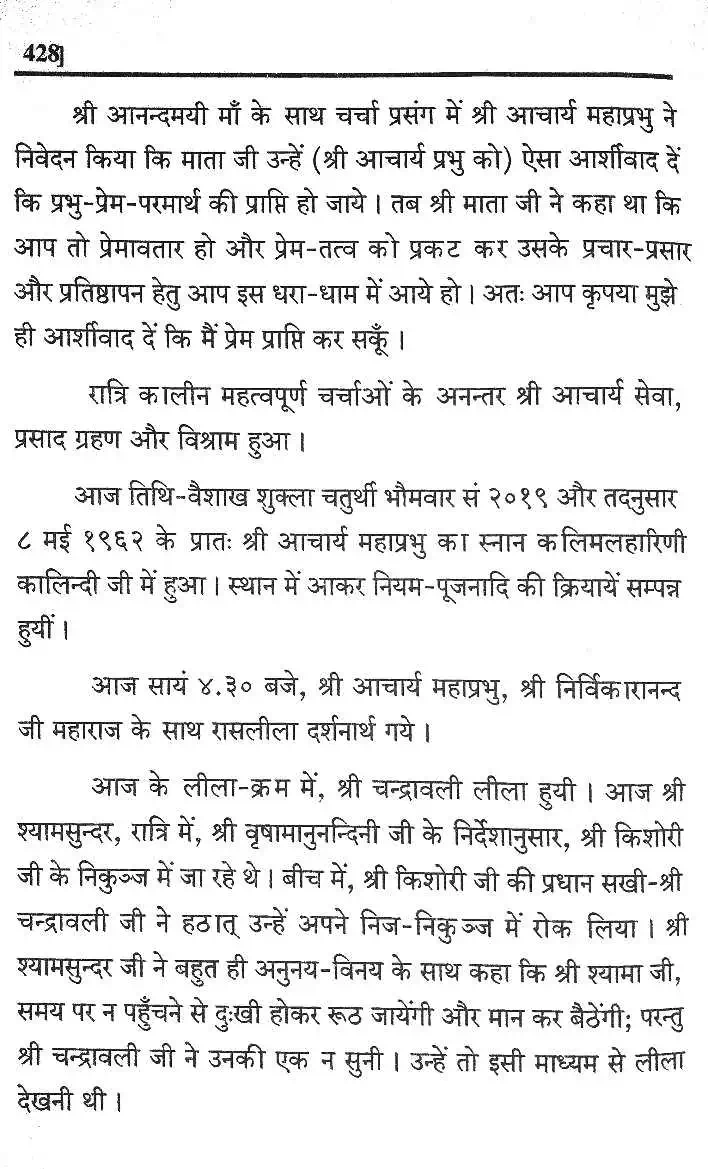 428]
श्री आनन्दमयी माँ के साथ चर्चा प्रसंग में श्री आचार्य महाप्रभु ने
निवेदन किया कि माता जी उन्हें (श्री आचार्य प्रभु को) ऐसा आर्शीवाद दें
कि प्रभु-प्रेम-परमार्थ की प्राप्ति हो जाये । तब श्री माता जी ने कहा था कि
आप तो प्रेमावतार हो और प्रेम-तत्व को प्रकट कर उसके प्रचार-प्रसार
और प्रतिष्ठापन हेतु आप इस धरा-धाम में आये हो । अतः आप कृपया मुझे
ही आर्शीवाद दें कि मैं प्रेम प्राप्ति कर सकूँ ।
रात्रि कालीन महत्वपूर्ण चर्चाओं के अनन्तर श्री आचार्य सेवा,
प्रसाद ग्रहण और विश्राम हुआ ।
आज तिथि-वैशाख शुक्ला चतुर्थी भौमवार सं २०१९ और तदनुसार
८ मई १९६२ के प्रातः श्री आचार्य महाप्रभु का स्नान कलिमलहारिणी
कालिन्दी जी में हुआ । स्थान में आकर नियम-पूजनादि की क्रियायें सम्पन्न
हुयीं ।
आज सायं ४.३० बजे, श्री आचार्य महाप्रभु, श्री निर्विकारानन्द
जी महाराज के साथ रासलीला दर्शनार्थ गये ।
आज के लीला-क्रम में, श्री चन्द्रावली लीला हुयी । आज श्री
श्यामसुन्दर, रात्रि में, श्री वृषामानुनन्दिनी जी के निर्देशानुसार, श्री किशोरी
जी के निकुञ्ज में जा रहे थे । बीच में, श्री किशोरी जी की प्रधान सखी-श्री
चन्द्रावली जी ने हठात् उन्हें अपने निज-निकुञ्ज में रोक लिया । श्री
श्यामसुन्दर जी ने बहुत ही अनुनय-विनय के साथ कहा कि श्री श्यामा जी,
समय पर न पहुँचने से दुःखी होकर रूठ जायेंगी और मान कर बैठेंगी; परन्तु
श्री चन्द्रावली जी ने उनकी एक न सुनी । उन्हें तो इसी माध्यम से लीला
देखनी थी ।